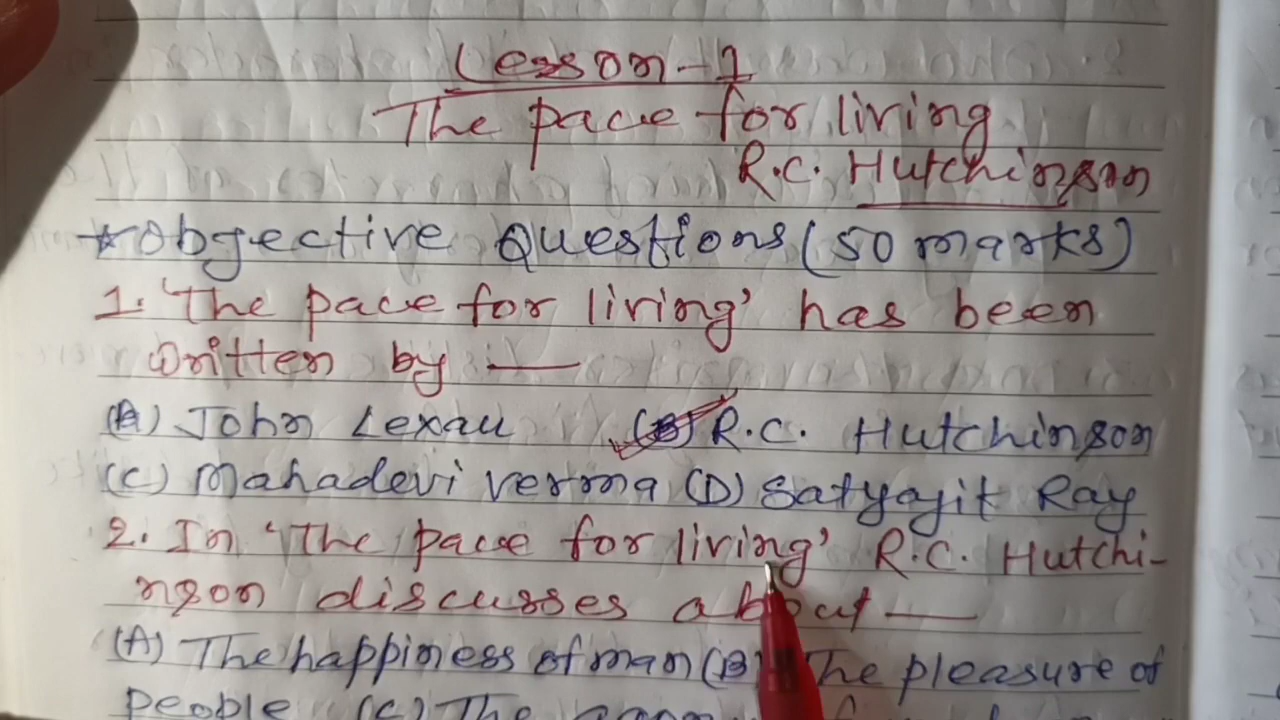 Lesson-1
The pace for living
R.C. Hutchinson
* Obgective Questions (50 marks)
1. 'The pace for living' has been
written by —
(A) John Lexau (B) R.C. Hutchinson
(C) Mahadevi verma (D) Satyajit Ray
2. In 'The pace for living' R.C. Hutchi-
nson discusses about —
(A) The happiness of man (B) The pleasure of
people (C) The